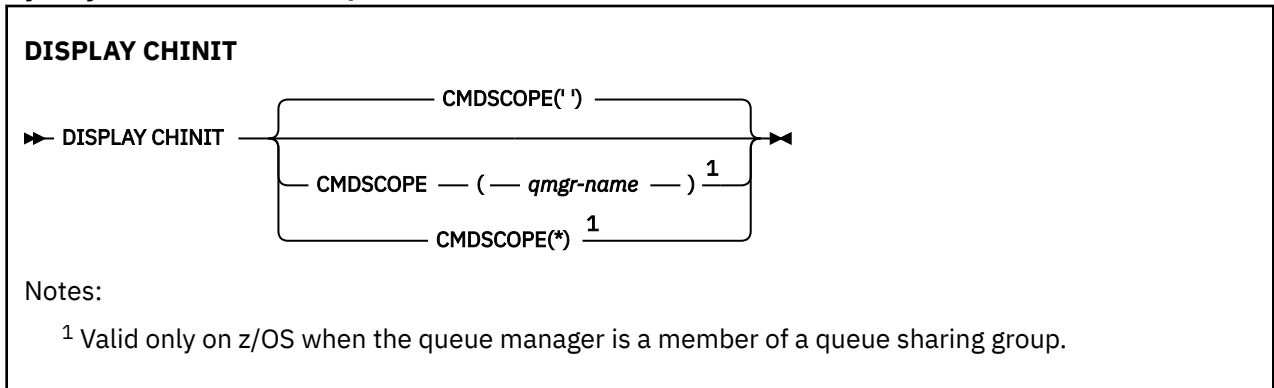 DISPLAY CHINIT
CMDSCOPE(' ')
DISPLAY CHINIT
CMDSCOPE ( qmgr-name ) 1
CMDSCOPE(*) 1
Notes:
1 Valid only on z/OS when the queue manager is a member of a queue sharing group.